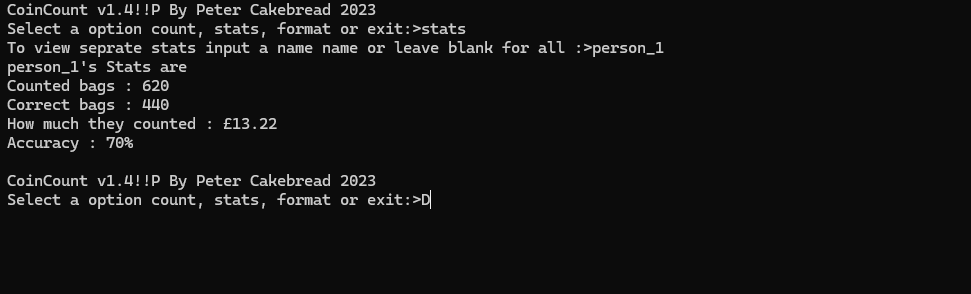 CoinCount v1.4!!P By Peter Cakebread 2023
Select a option count, stats, format or exit:>stats
To view seprate stats input a name name or leave blank for all :>person_1
person_1's Stats are
Counted bags : 620
Correct bags : 440
How much they counted : £13.22
Accuracy : 70%
CoinCount v1.4!!P By Peter Cakebread 2023
Select a option count, stats, format or exit:>D